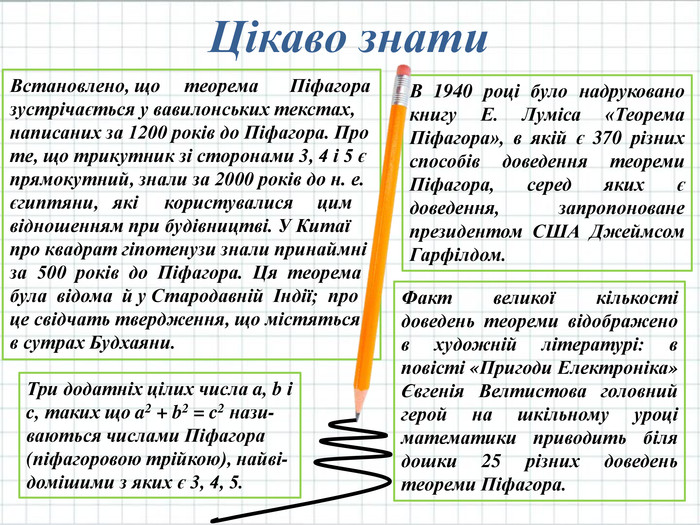 Цікаво знати
Встановлено, що теорема Піфагора
зустрічається у вавилонських текстах,
написаних за 1200 років до Піфагора. Про
те, що трикутник зі сторонами 3, 4 і 5 є
прямокутний, знали за 2000 років до н. е.
єгиптяни, які користувалися цим
відношенням при будівництві. У Китаї
про квадрат гіпотенузи знали принаймні
за 500 років до Піфагора. Ця теорема
була відома й у Стародавній Індії; про
це свідчать твердження, що містяться
в сутрах Будхаяни.
Три додатніх цілих числа a, b і
c, таких що a² + b² = c² нази-
ваються числами Піфагора
(піфагоровою трійкою), найві-
домішими з яких є 3, 4, 5.
В 1940 році було надруковано
книгу Е. Луміса «Теорема
Піфагора», в якій є 370 різних
способів доведення теореми
Піфагора, серед яких є
доведення, запропоноване
президентом США Джеймсом
Гарфілдом.
Факт великої кількості
доведень теореми відображено
в художній літературі: в
повісті «Пригоди Електроніка»
Євгенія Велтистова головний
герой на шкільному уроці
математики приводить біля
дошки 25 різних доведень
теореми Піфагора.